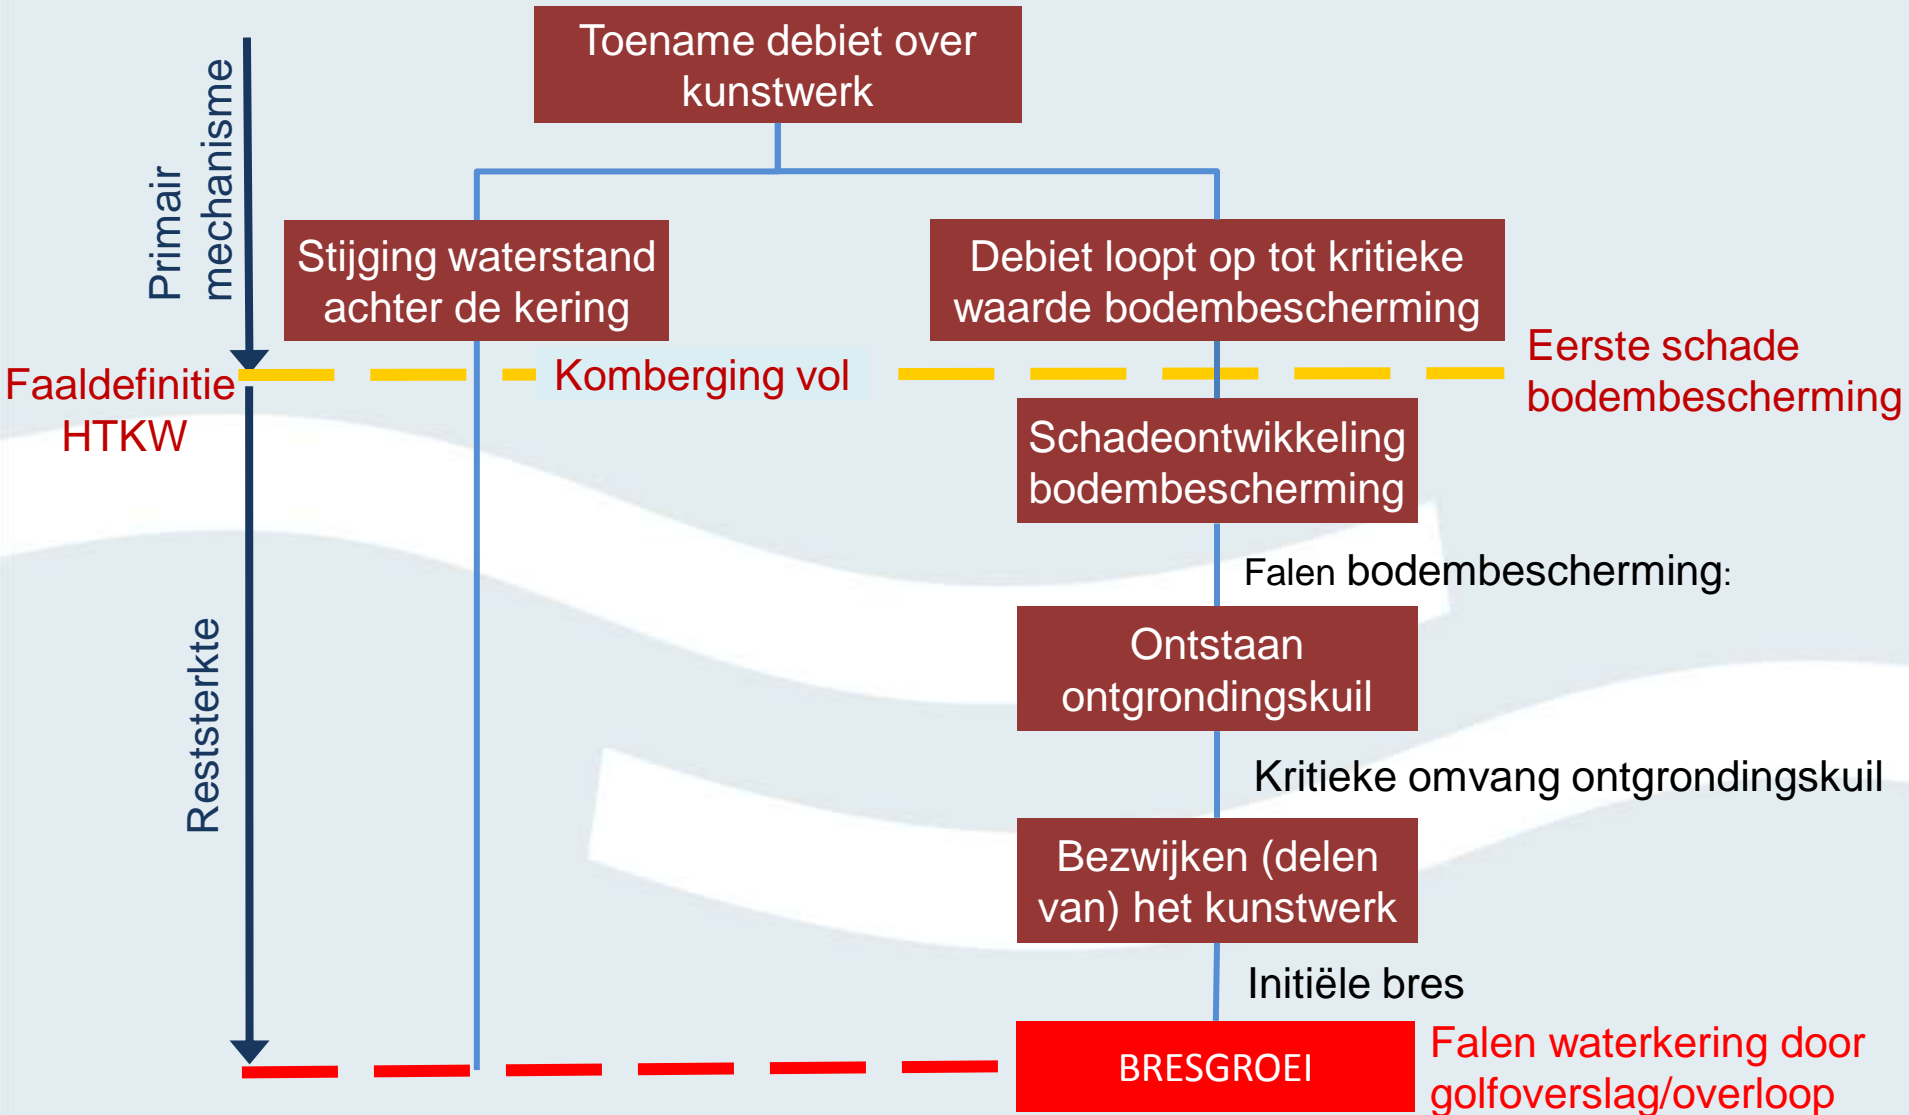 Toename debiet over
kunstwerk
Primair
mechanisme
Stijging waterstand
achter de kering
Debiet loopt op tot kritieke
waarde bodembescherming
Faaldefinitie
HTKW
Komberging vol
Eerste schade
bodembescherming
Schadeontwikkeling
bodembescherming
Falen bodembescherming:
Reststerkte
Ontstaan
ontgrondingskuil
Kritieke omvang ontgrondingskuil
Bezwijken (delen
van) het kunstwerk
Initiële bres
BRESGROEI
Falen waterkering door
golfoverslag/overloop